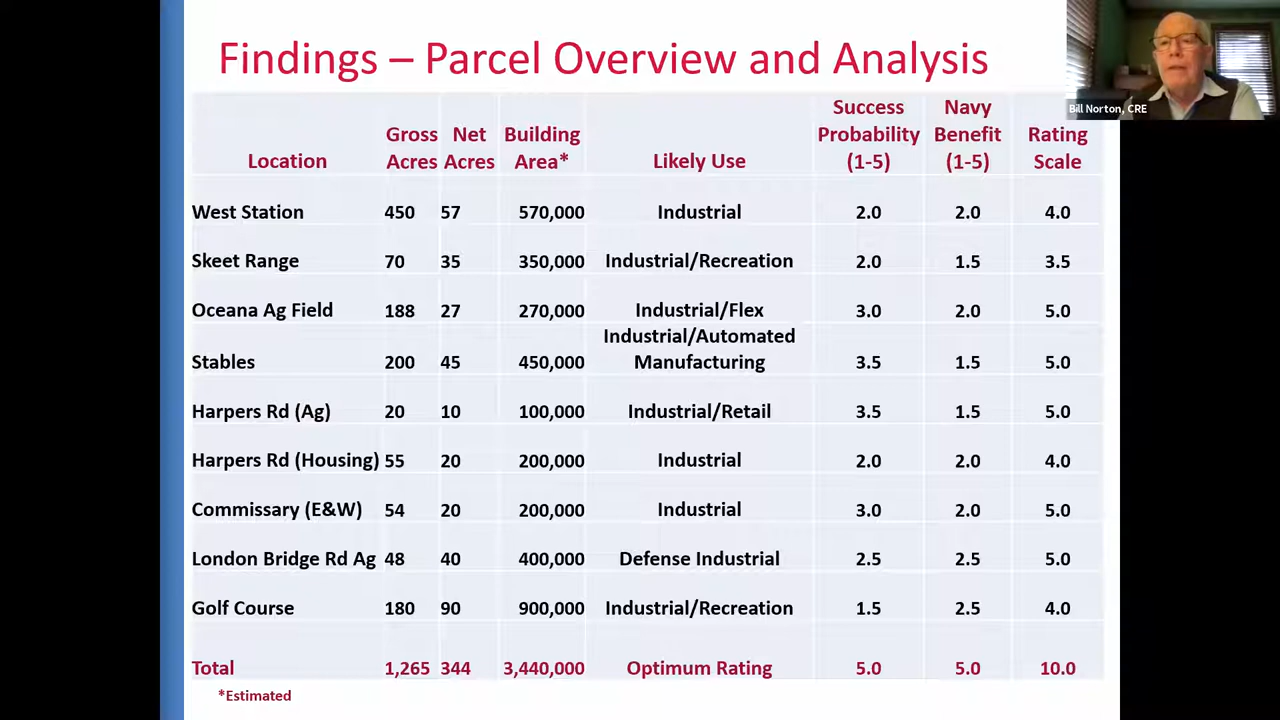 Findings – Parcel Overview and Analysis
Bill Norton, CRE
Location Gross Acres Net Acres Building Area* Likely Use Success Probability (1-5) Navy Benefit (1-5) Rating Scale
West Station 450 57 570,000 Industrial 2.0 2.0 4.0
Skeet Range 70 35 350,000 Industrial/Recreation 2.0 1.5 3.5
Oceana Ag Field 188 27 270,000 Industrial/Flex 3.0 2.0 5.0
Stables 200 45 450,000 Industrial/Automated Manufacturing 3.5 1.5 5.0
Harpers Rd (Ag) 20 10 100,000 Industrial/Retail 3.5 1.5 5.0
Harpers Rd (Housing) 55 20 200,000 Industrial 2.0 2.0 4.0
Commissary (E&W) 54 20 200,000 Industrial 3.0 2.0 5.0
London Bridge Rd Ag 48 40 400,000 Defense Industrial 2.5 2.5 5.0
Golf Course 180 90 900,000 Industrial/Recreation 1.5 2.5 4.0
Total 1,265 344 3,440,000 Optimum Rating 5.0 5.0 10.0
*Estimated